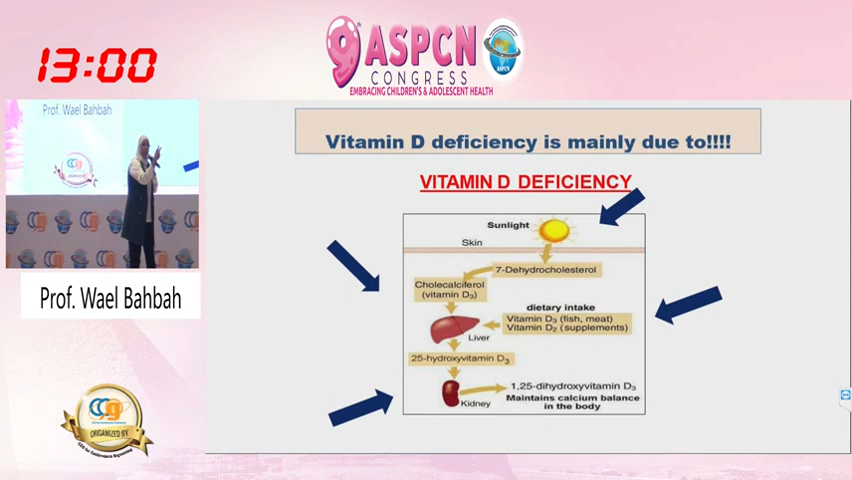 13:00
9th ASPCN
CONGRESS
EMBRACING CHILDREN'S & ADOLESCENT HEALTH
Prof. Wael Bahbah
Prof. Wael Bahbah
ORGANIZED BY
Vitamin D deficiency is mainly due to!!!!
VITAMIN D DEFICIENCY
Sunlight
Skin
7-Dehydrocholesterol
Cholecalciferol
(vitamin D3)
dietary intake
Vitamin D3 (fish, meat)
Vitamin D2 (supplements)
Liver
25-hydroxyvitamin D3
1,25-dihydroxyvitamin D3
Kidney
Maintains calcium balance
in the body